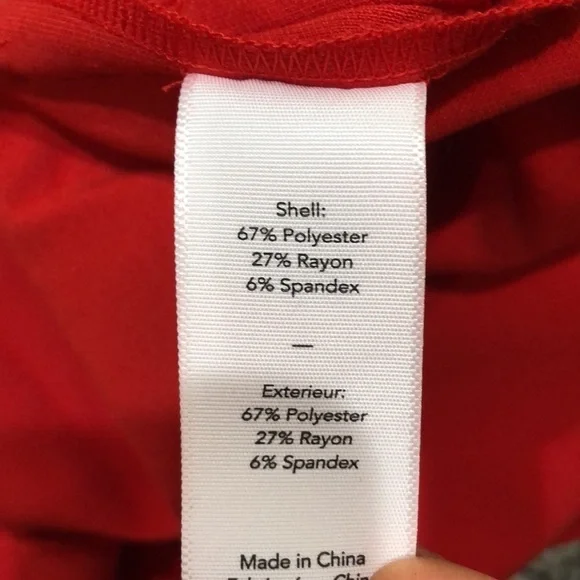 Shell:
67% Polyester
27% Rayon
6% Spandex
—
Exterieur:
67% Polyester
27% Rayon
6% Spandex
Made in China